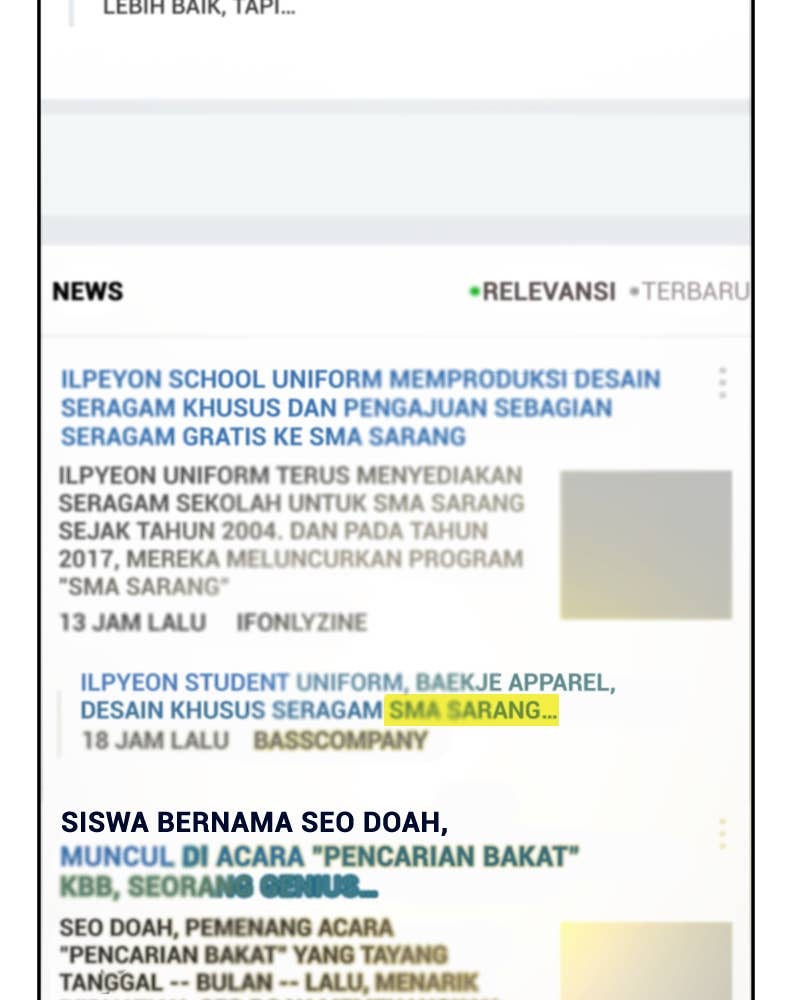 LEBIH BAIK, TAPI...
NEWS
•RELEVANSI •TERBARU
ILPEYON SCHOOL UNIFORM MEMPRODUKSI DESAIN
SERAGAM KHUSUS DAN PENGAJUAN SEBAGIAN
SERAGAM GRATIS KE SMA SARANG
ILPYEON UNIFORM TERUS MENYEDIAKAN
SERAGAM SEKOLAH UNTUK SMA SARANG
SEJAK TAHUN 2004. DAN PADA TAHUN
2017, MEREKA MELUNCURKAN PROGRAM
"SMA SARANG"
13 JAM LALU IFONLYZINE
ILPYEON STUDENT UNIFORM, BAEKJE APPAREL,
DESAIN KHUSUS SERAGAM SMA SARANG...
18 JAM LALU BASSCOMPANY
SISWA BERNAMA SEO DOAH,
MUNCUL DI ACARA "PENCARIAN BAKAT"
KBB, SEORANG GENIUS...
SEO DOAH, PEMENANG ACARA
"PENCARIAN BAKAT" YANG TAYANG
TANGGAL -- BULAN -- LALU, MENARIK